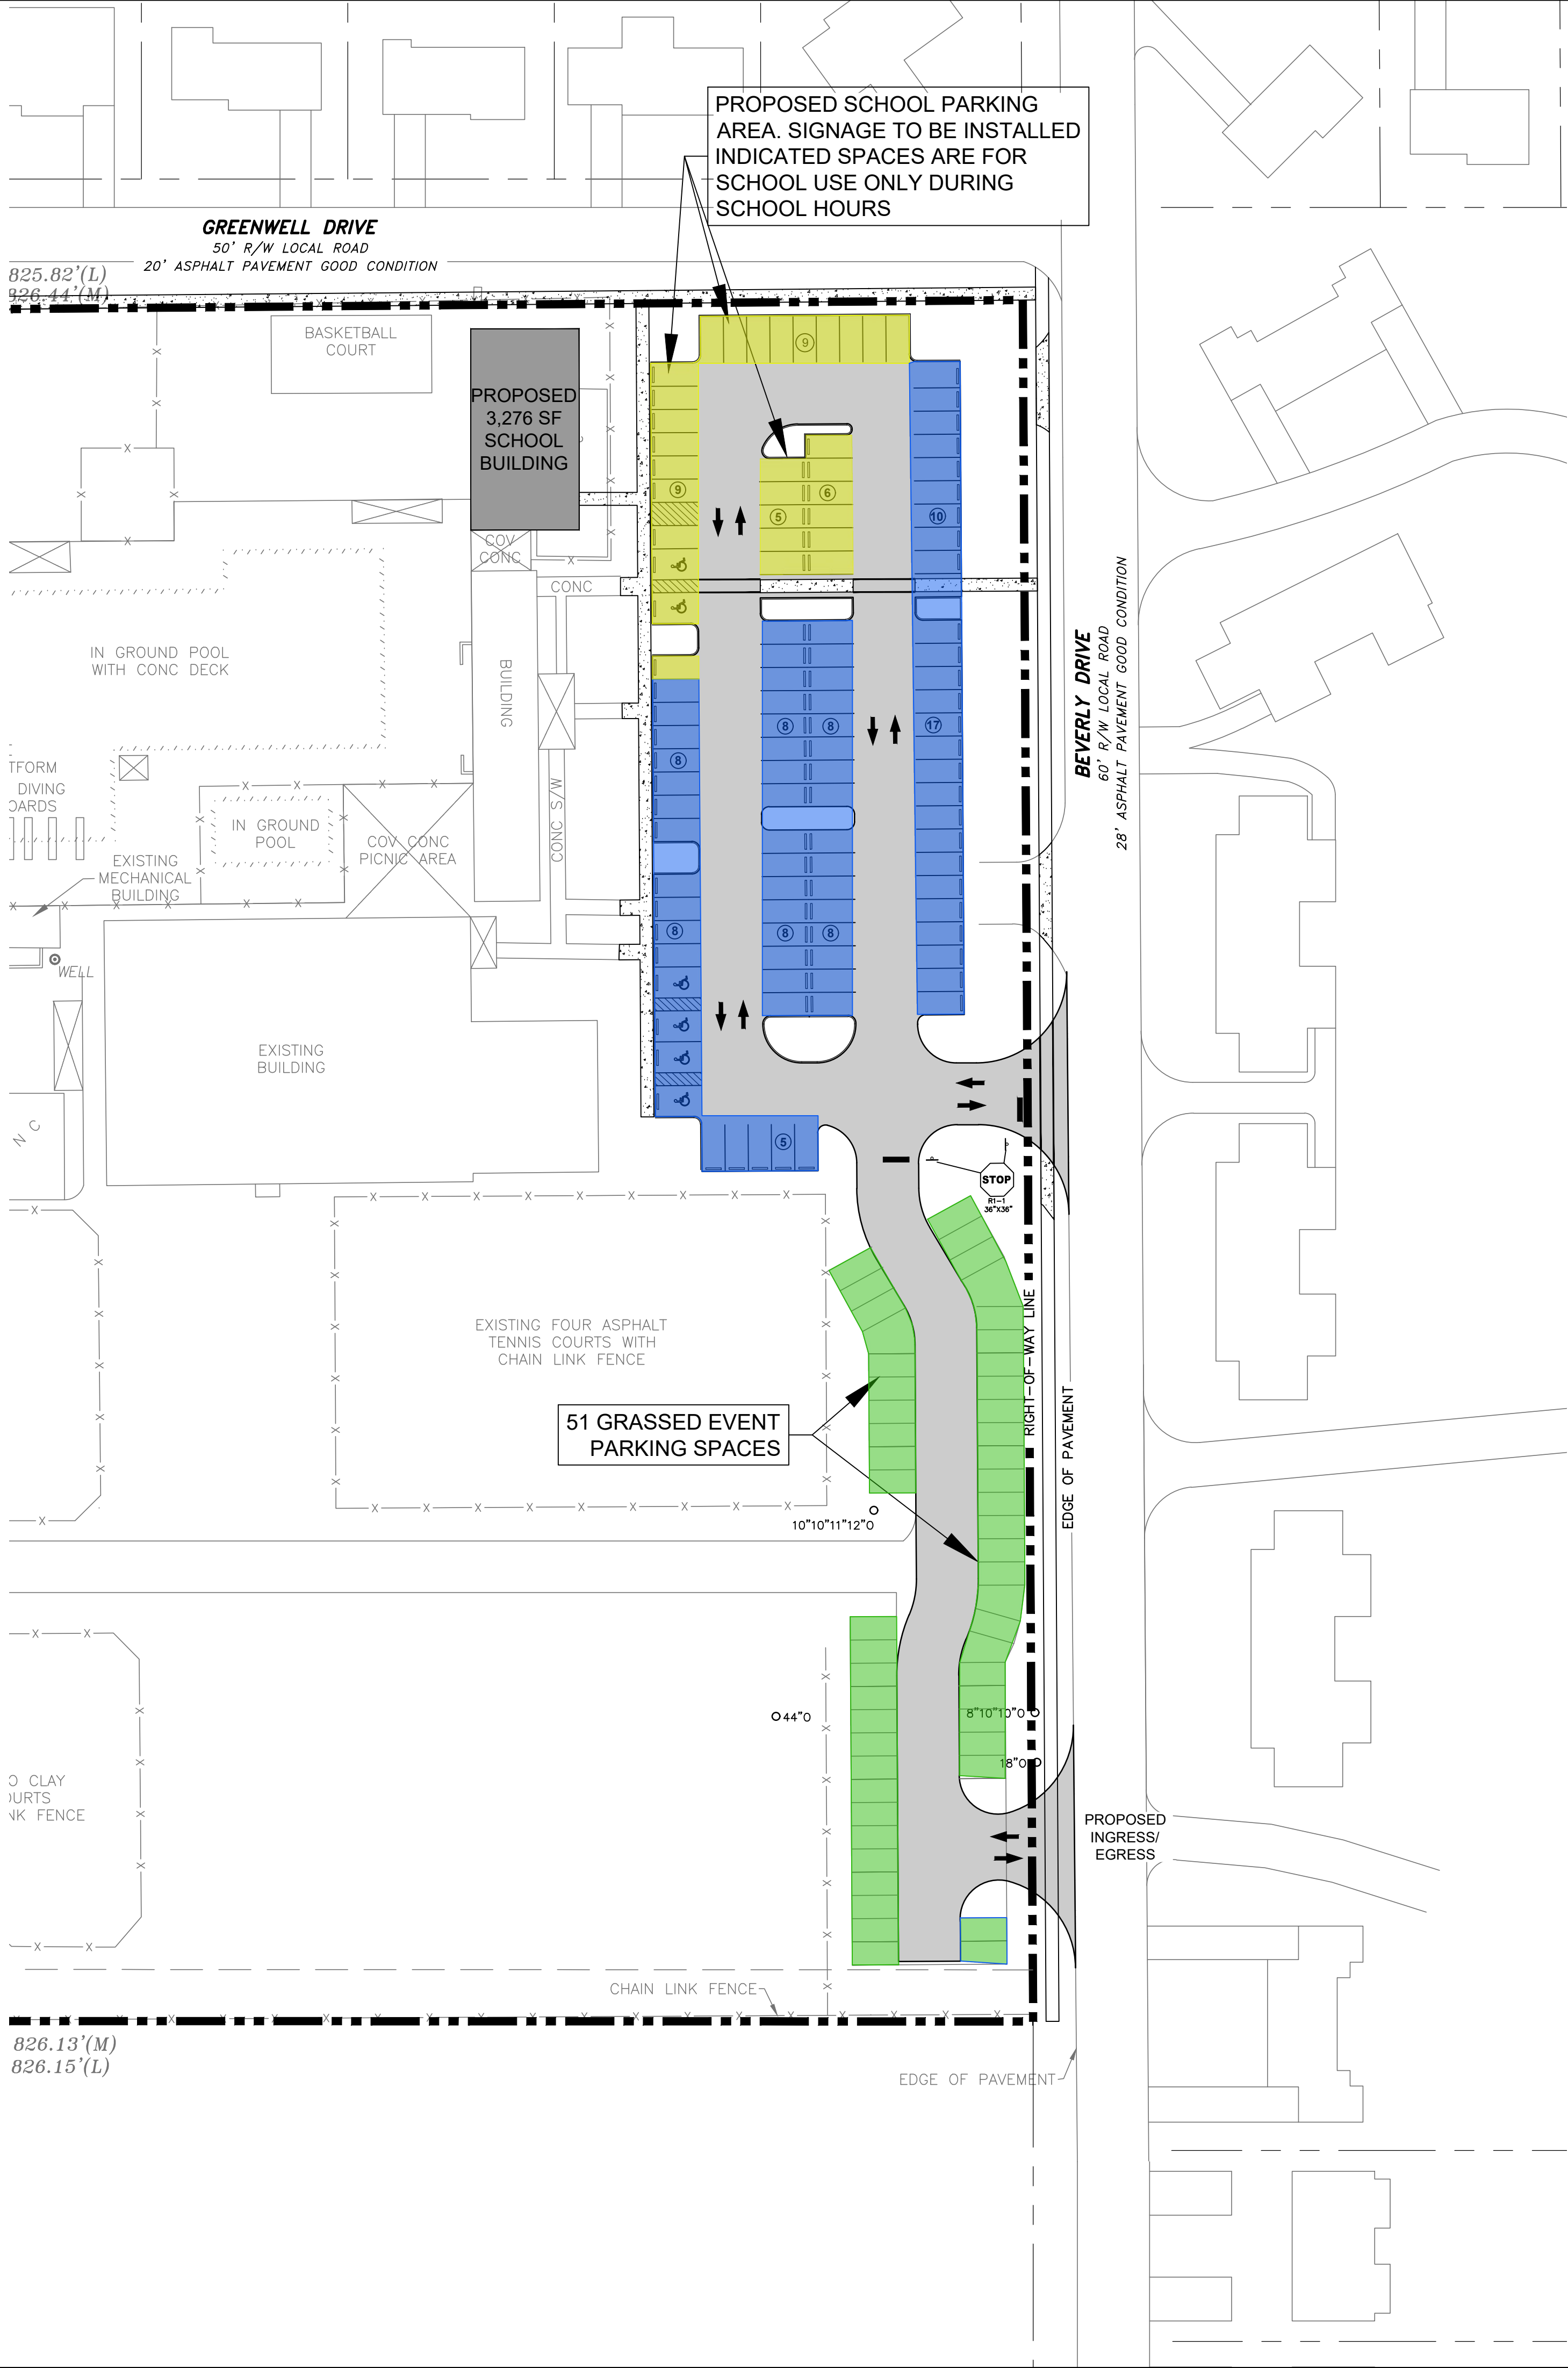 PROPOSED SCHOOL PARKING
AREA. SIGNAGE TO BE INSTALLED
INDICATED SPACES ARE FOR
SCHOOL USE ONLY DURING
SCHOOL HOURS
GREENWELL DRIVE
50' R/W LOCAL ROAD
20' ASPHALT PAVEMENT GOOD CONDITION
825.82'(L)
826.44'(M)
BASKETBALL
COURT
PROPOSED
3,276 SF
SCHOOL
BUILDING
9
9
6
5
10
COV
CONC
CONC
IN GROUND POOL
WITH CONC DECK
BUILDING
BEVERLY DRIVE
60' R/W LOCAL ROAD
28' ASPHALT PAVEMENT GOOD CONDITION
8
8
8
17
TFORM
DIVING
OARDS
IN GROUND
POOL
COV CONC
PICNIC AREA
CONC S/W
EXISTING
MECHANICAL
BUILDING
WELL
8
8
8
EXISTING
BUILDING
N C
5
STOP
R1-1
36"X36"
EXISTING FOUR ASPHALT
TENNIS COURTS WITH
CHAIN LINK FENCE
RIGHT-OF-WAY LINE
EDGE OF PAVEMENT
51 GRASSED EVENT
PARKING SPACES
10"10"11"12"O
44"O
8"10"10"O
18"O
O CLAY
OURTS
NK FENCE
PROPOSED
INGRESS/
EGRESS
CHAIN LINK FENCE
826.13'(M)
826.15'(L)
EDGE OF PAVEMENT